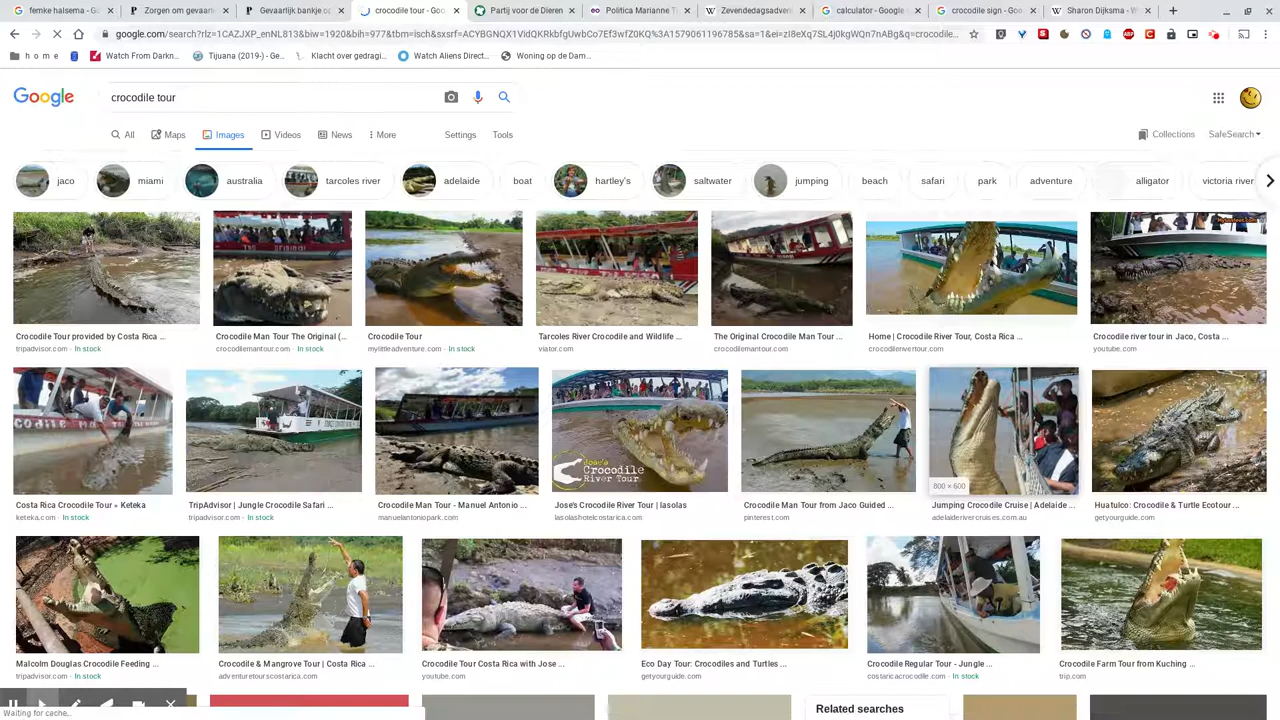 femke halsema - G
Zorgen om gevaarl
Gevaarlijk bankje op
crocodile tour - Goo
Partij voor de Dieren
Politica Marianne T
Zevendedagsadven
calculator - Google
crocodile sign - Goo
Sharon Dijksma - W
google.com/search?rlz=1CAZJXP_enNL813&biw=1920&bih=977&tbm=isch&sxsrf=ACYBGNQX1VidQKRkbfgUwbCo7Ef3wfZ0KQ%3A1579061196785&sa=1&ei=zI8eXq7SL4j0kgWQn7nABg&q=crocodile...
h o m e
Watch From Darkn...
Tijuana (2019-) - Ge...
Klacht over gedragi...
Watch Aliens Direct...
Woning op de Dam...
Google
crocodile tour
All
Maps
Images
Videos
News
More
Settings
Tools
Collections
SafeSearch
jaco
miami
australia
tarcoles river
adelaide
boat
hartley's
saltwater
jumping
beach
safari
park
adventure
alligator
victoria river
Crocodile Tour provided by Costa Rica ...
tripadvisor.com · In stock
Crocodile Man Tour The Original (...
crocodilemantour.com · In stock
Crocodile Tour
mylittleadventure.com · In stock
Tarcoles River Crocodile and Wildlife ...
viator.com
The Original Crocodile Man Tour ...
crocodilemantour.com
Home | Crocodile River Tour, Costa Rica ...
crocodilerivertour.com
Crocodile river tour in Jaco, Costa ...
youtube.com
Jose's
Crocodile
River Tour
800 × 600
Costa Rica Crocodile Tour » Keteka
keteka.com · In stock
TripAdvisor | Jungle Crocodile Safari ...
tripadvisor.com · In stock
Crocodile Man Tour - Manuel Antonio ...
manuelantoniopark.com
Jose's Crocodile River Tour | lasolas
lasolashotelcostarica.com
Crocodile Man Tour from Jaco Guided ...
pinterest.com
Jumping Crocodile Cruise | Adelaide ...
adelaiderivercruises.com.au
Huatulco: Crocodile & Turtle Ecotour ...
getyourguide.com
Malcolm Douglas Crocodile Feeding ...
tripadvisor.com · In stock
Crocodile & Mangrove Tour | Costa Rica ...
adventuretourscostarica.com
Crocodile Tour Costa Rica with Jose ...
youtube.com
Eco Day Tour: Crocodiles and Turtles ...
getyourguide.com
Crocodile Regular Tour - Jungle ...
costaricacrocodile.com · In stock
Crocodile Farm Tour from Kuching ...
trip.com
Related searches
Waiting for cache...